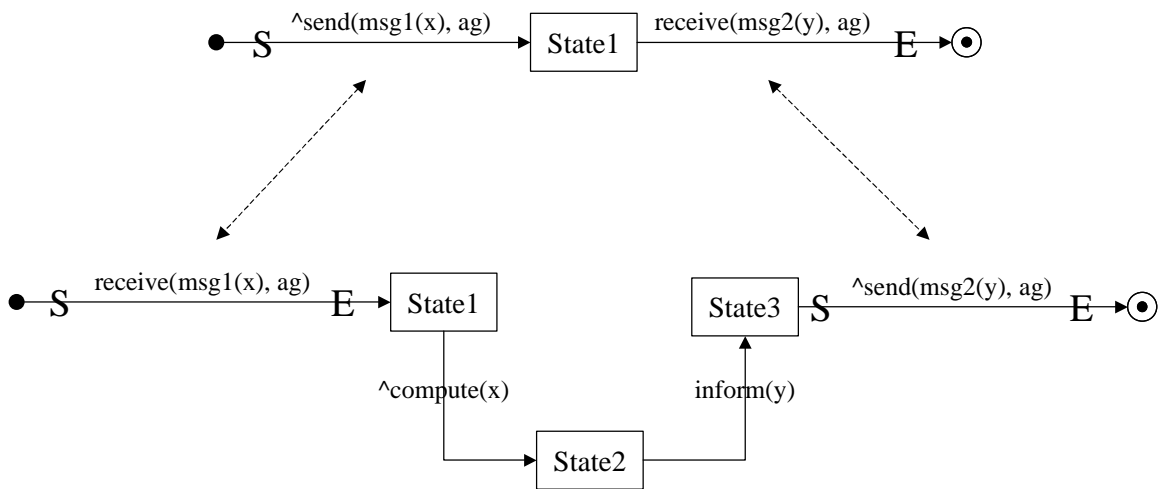 ^send(msg1(x), ag)
receive(msg2(y), ag)
S
State1
E
receive(msg1(x), ag)
^send(msg2(y), ag)
S
E
State1
State3
S
E
^compute(x)
inform(y)
State2